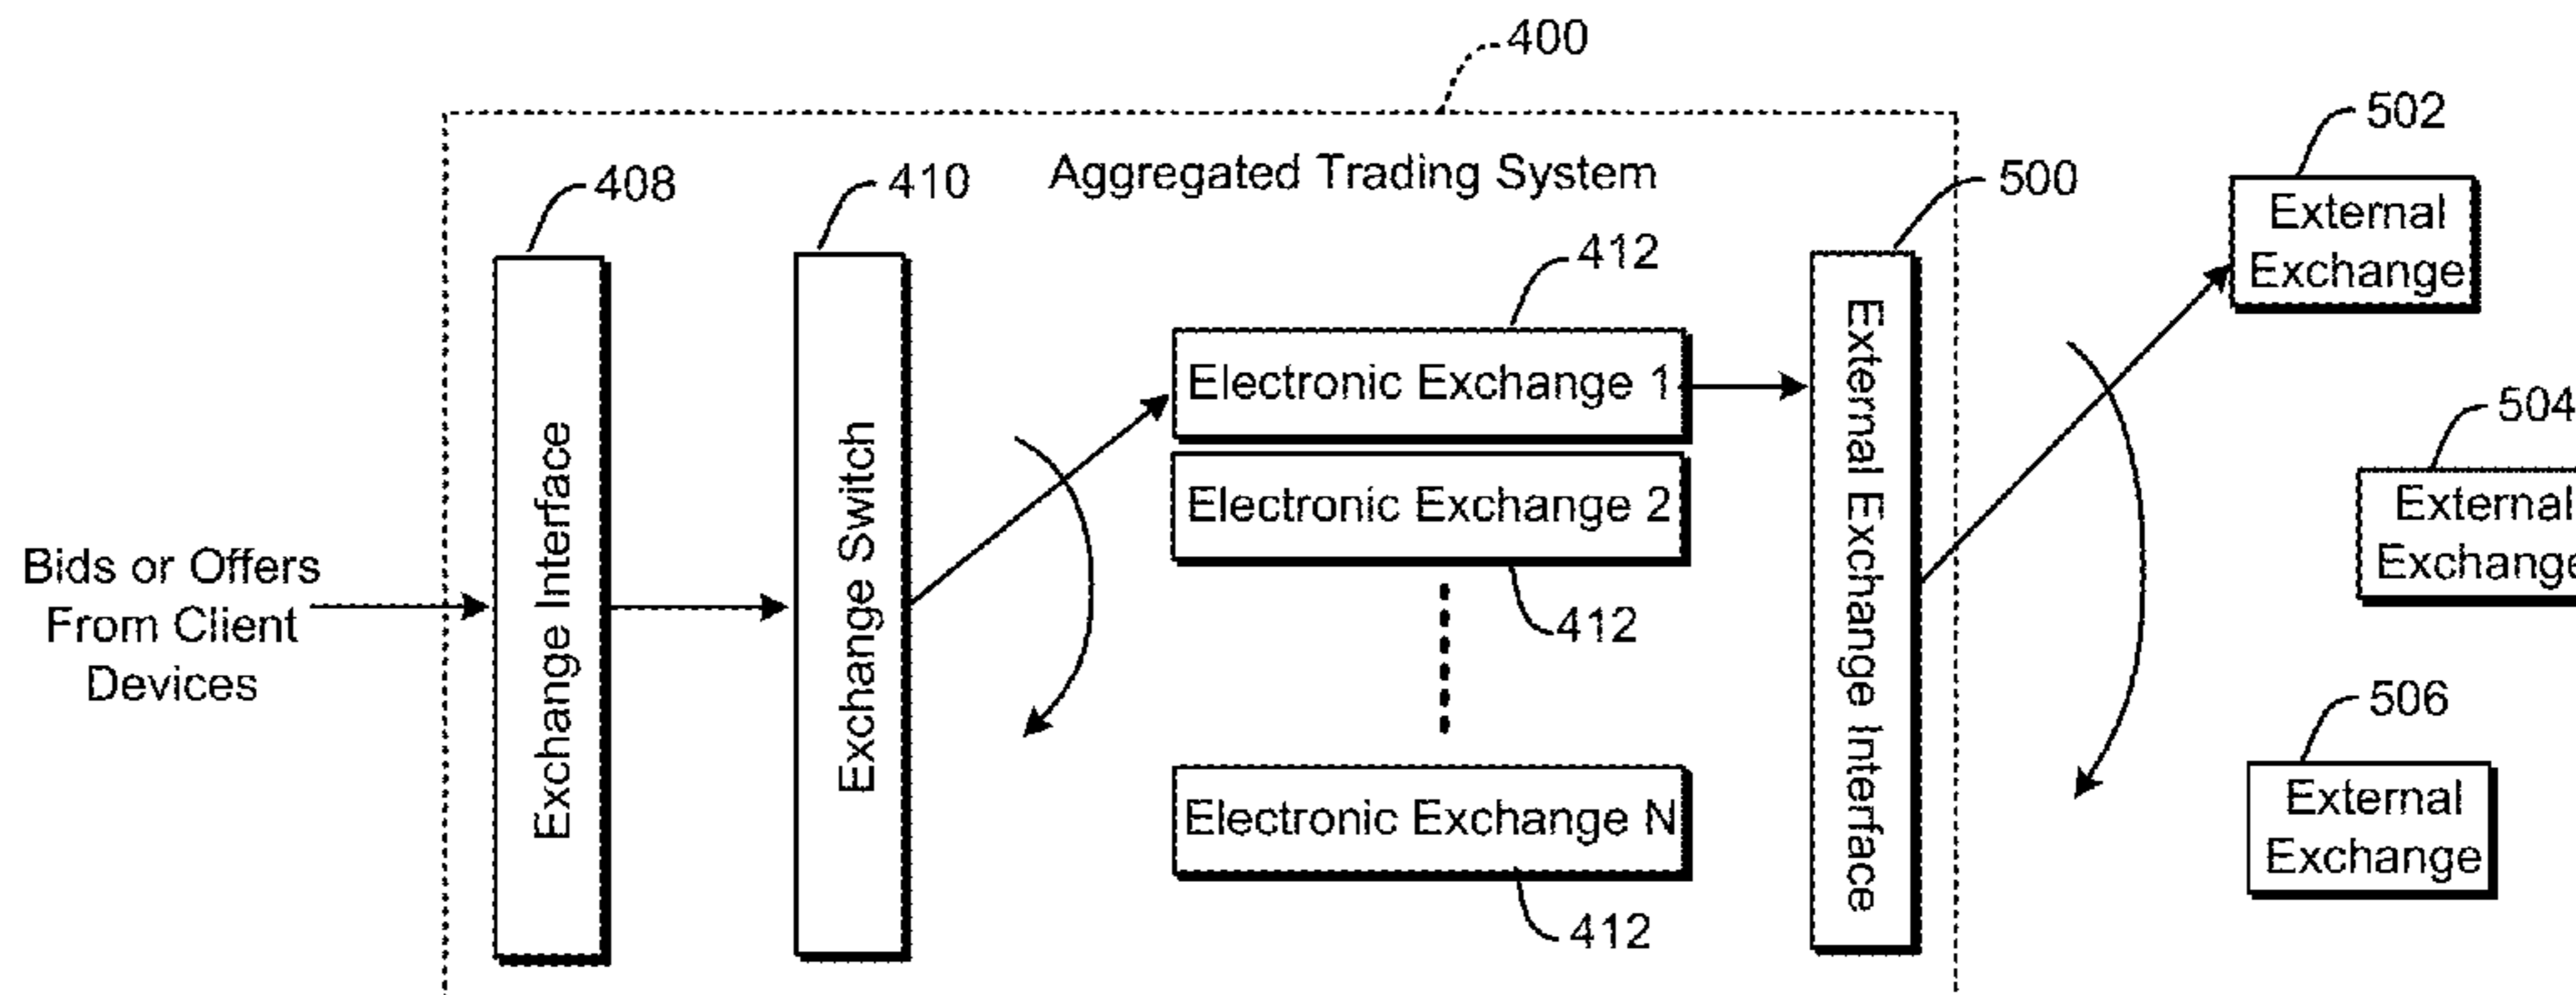 400
Aggregated Trading System
408
410
500
502
External
Exchange
412
Electronic Exchange 1
504
External
Exchange
Electronic Exchange 2
412
Bids or Offers
From Client
Devices
Exchange Interface
Exchange Switch
External Exchange Interface
506
External
Exchange
Electronic Exchange N
412